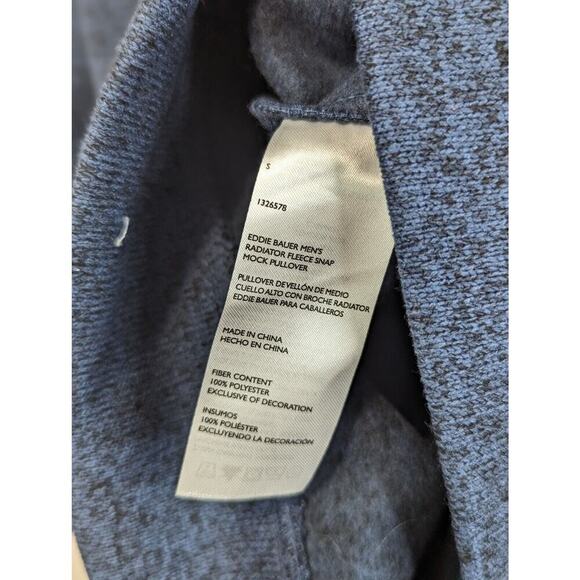 S
1326578
EDDIE BAUER MEN'S
RADIATOR FLEECE SNAP
MOCK PULLOVER
PULLOVER DE VELLÓN DE MEDIO
CUELLO ALTO CON BROCHE RADIATOR
EDDIE BAUER PARA CABALLEROS
MADE IN CHINA
HECHO EN CHINA
FIBER CONTENT
100% POLYESTER
EXCLUSIVE OF DECORATION
INSUMOS
100% POLIÉSTER
EXCLUYENDO LA DECORACIÓN